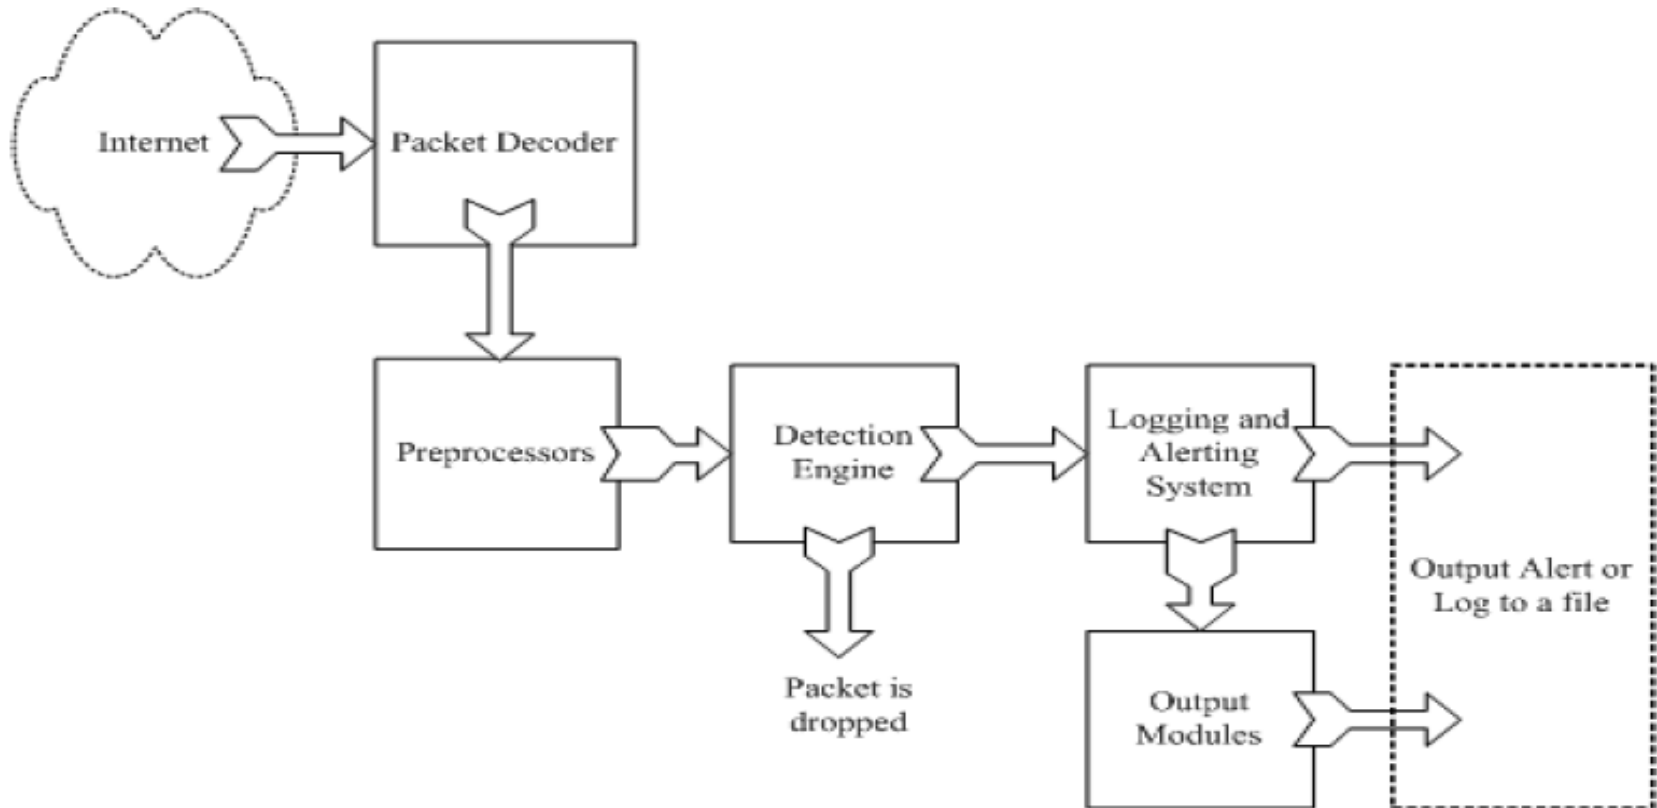 Internet
Packet Decoder
Preprocessors
Detection
Engine
Logging and
Alerting
System
Output Alert or
Log to a file
Packet is
dropped
Output
Modules